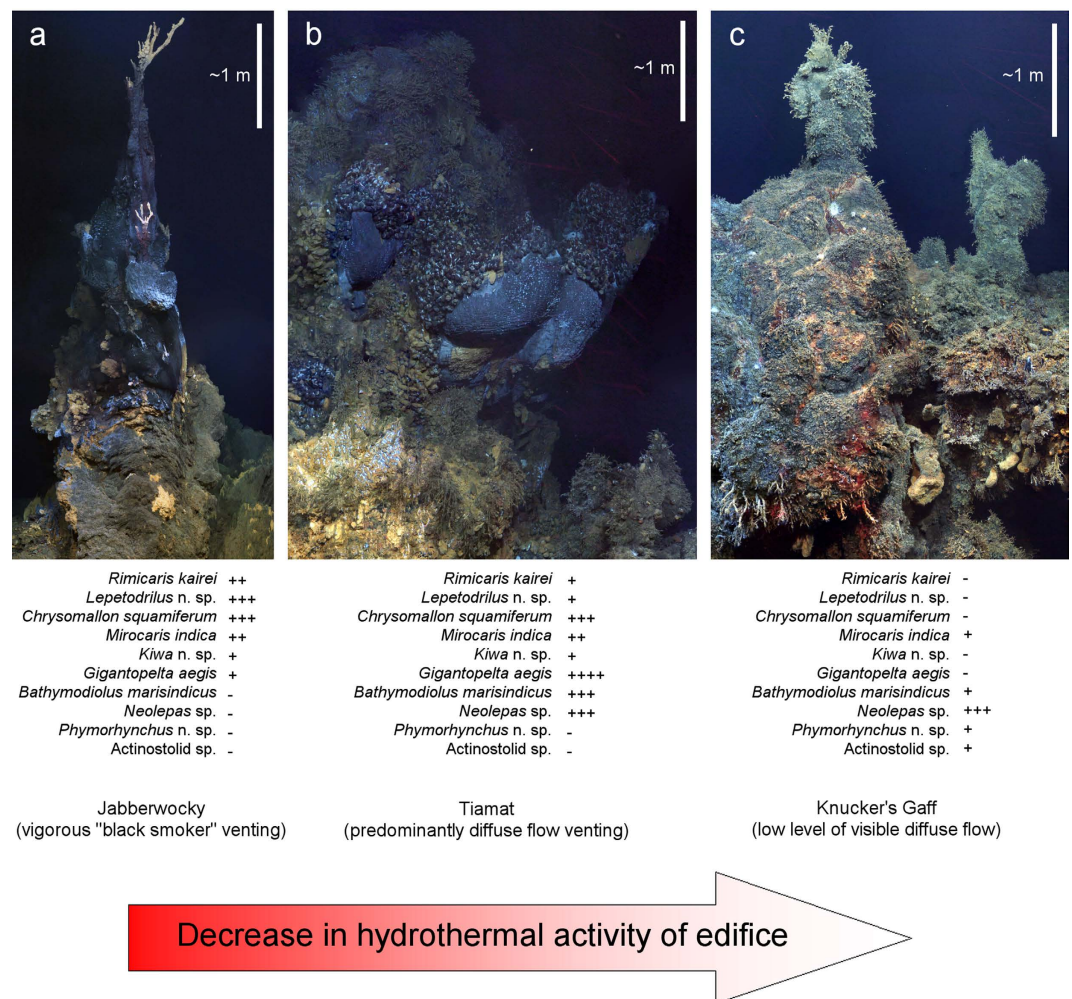 a
~1 m
b
~1 m
c
~1 m
Rimicaris kairei ++
Lepetodrilus n. sp. +++
Chrysomallon squamiferum +++
Mirocaris indica ++
Kiwa n. sp. +
Gigantopelta aegis +
Bathymodiolus marisindicus -
Neolepas sp. -
Phymorhynchus n. sp. -
Actinostolid sp. -
Rimicaris kairei +
Lepetodrilus n. sp. +
Chrysomallon squamiferum +++
Mirocaris indica ++
Kiwa n. sp. +
Gigantopelta aegis ++++
Bathymodiolus marisindicus +++
Neolepas sp. +++
Phymorhynchus n. sp. -
Actinostolid sp. -
Rimicaris kairei -
Lepetodrilus n. sp. -
Chrysomallon squamiferum -
Mirocaris indica +
Kiwa n. sp. -
Gigantopelta aegis -
Bathymodiolus marisindicus +
Neolepas sp. +++
Phymorhynchus n. sp. +
Actinostolid sp. +
Jabberwocky
(vigorous "black smoker" venting)
Tiamat
(predominantly diffuse flow venting)
Knucker's Gaff
(low level of visible diffuse flow)
Decrease in hydrothermal activity of edifice